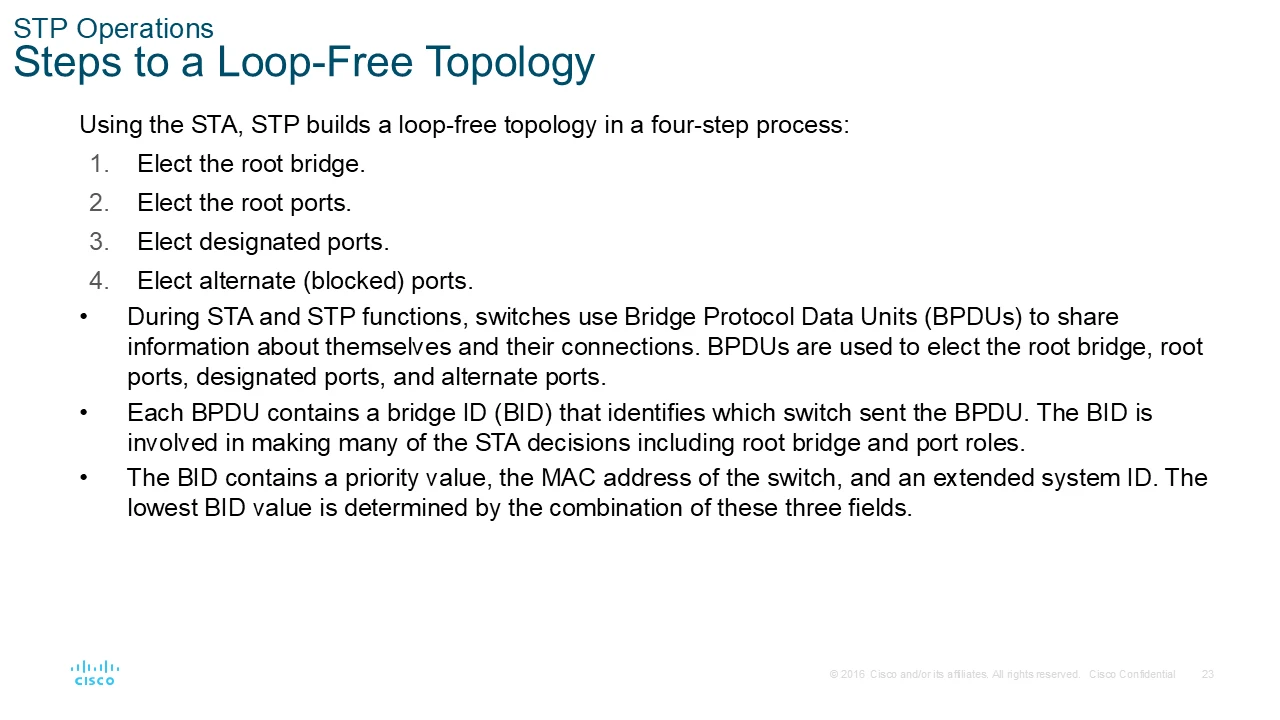 STP Operations
Steps to a Loop-Free Topology
Using the STA, STP builds a loop-free topology in a four-step process:
1. Elect the root bridge.
2. Elect the root ports.
3. Elect designated ports.
4. Elect alternate (blocked) ports.
• During STA and STP functions, switches use Bridge Protocol Data Units (BPDUs) to share
information about themselves and their connections. BPDUs are used to elect the root bridge, root
ports, designated ports, and alternate ports.
• Each BPDU contains a bridge ID (BID) that identifies which switch sent the BPDU. The BID is
involved in making many of the STA decisions including root bridge and port roles.
• The BID contains a priority value, the MAC address of the switch, and an extended system ID. The
lowest BID value is determined by the combination of these three fields.
CISCO
© 2016 Cisco and/or its affiliates. All rights reserved. Cisco Confidential 23